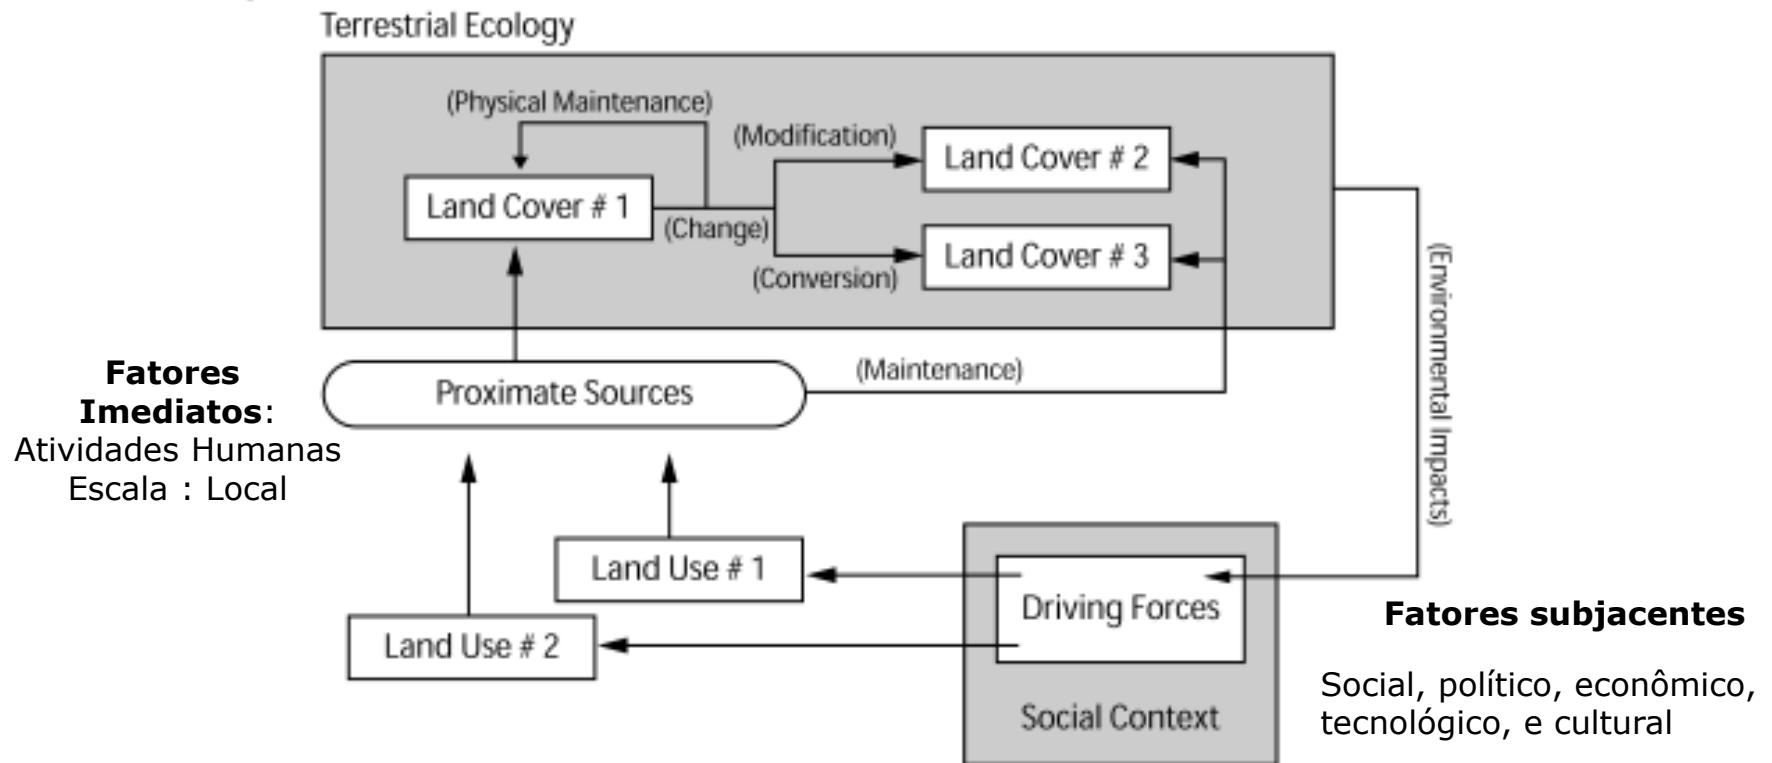 Terrestrial Ecology
(Physical Maintenance)
(Modification)
Land Cover # 2
Land Cover # 1
(Change)
Land Cover # 3
(Conversion)
(Environmental Impacts)
Fatores
Imediatos:
Atividades Humanas
Escala : Local
Proximate Sources
(Maintenance)
Land Use # 1
Land Use # 2
Driving Forces
Social Context
Fatores subjacentes
Social, político, econômico,
tecnológico, e cultural